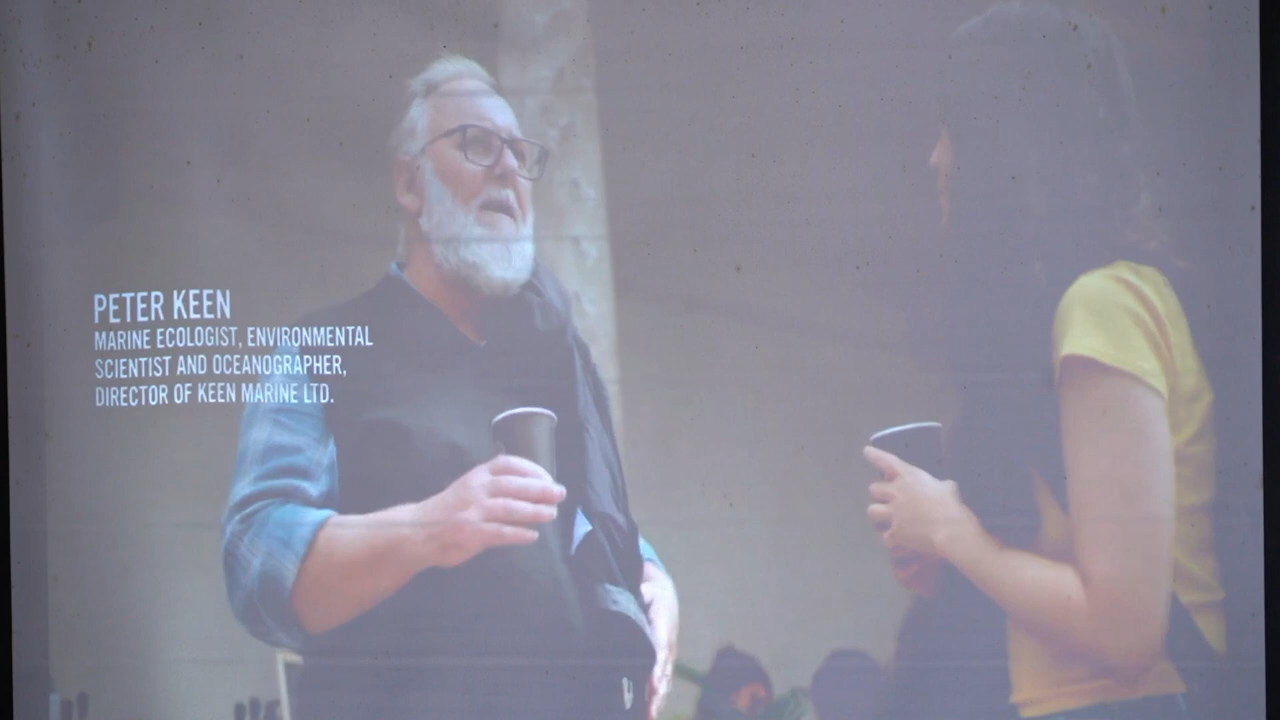 PETER KEEN
MARINE ECOLOGIST, ENVIRONMENTAL
SCIENTIST AND OCEANOGRAPHER,
DIRECTOR OF KEEN MARINE LTD.